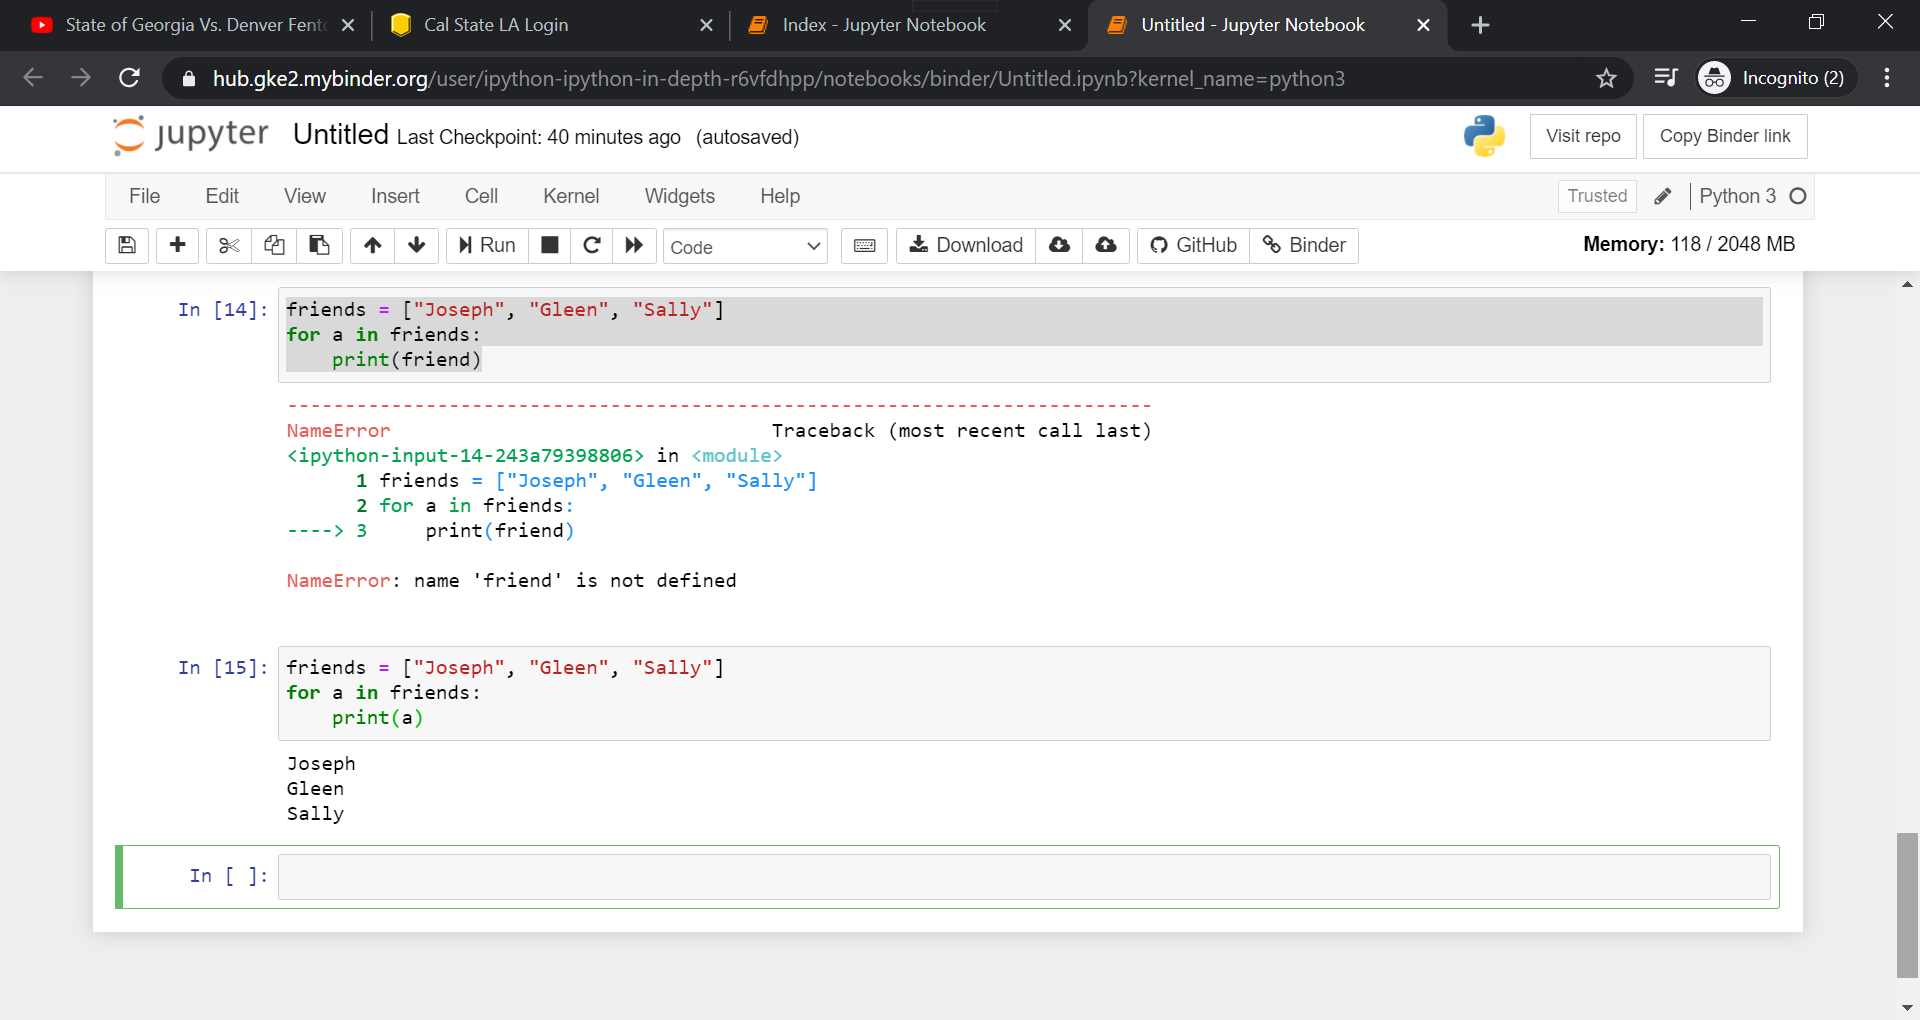 State of Georgia Vs. Denver Fent
Cal State LA Login
Index - Jupyter Notebook
Untitled - Jupyter Notebook
hub.gke2.mybinder.org/user/ipython-ipython-in-depth-r6vfdhpp/notebooks/binder/Untitled.ipynb?kernel_name=python3
Incognito (2)
jupyter Untitled Last Checkpoint: 40 minutes ago (autosaved)
Visit repo
Copy Binder link
File Edit View Insert Cell Kernel Widgets Help
Trusted
Python 3
Run
Code
Download
GitHub
Binder
Memory: 118 / 2048 MB
In [14]: friends = ["Joseph", "Gleen", "Sally"]
for a in friends:
    print(friend)
---------------------------------------------------------------------------
NameError                                 Traceback (most recent call last)
<ipython-input-14-243a79398806> in <module>
      1 friends = ["Joseph", "Gleen", "Sally"]
      2 for a in friends:
----> 3     print(friend)
NameError: name 'friend' is not defined
In [15]: friends = ["Joseph", "Gleen", "Sally"]
for a in friends:
    print(a)
Joseph
Gleen
Sally
In [ ]: